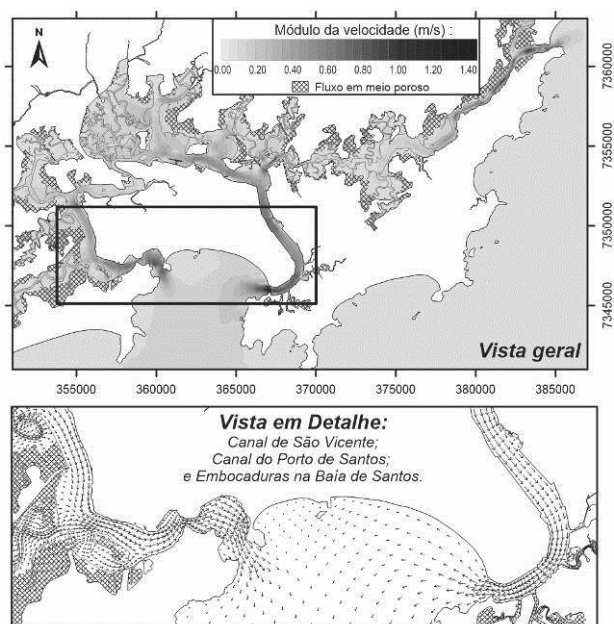 N
Módulo da velocidade (m/s) :
0.00 0.20 0.40 0.60 0.80 1.00 1.20 1.40
Fluxo em meio poroso
7360000
7355000
7350000
7345000
Vista geral
355000 360000 365000 370000 375000 380000 385000
Vista em Detalhe:
Canal de São Vicente;
Canal do Porto de Santos;
e Embocaduras na Baía de Santos.